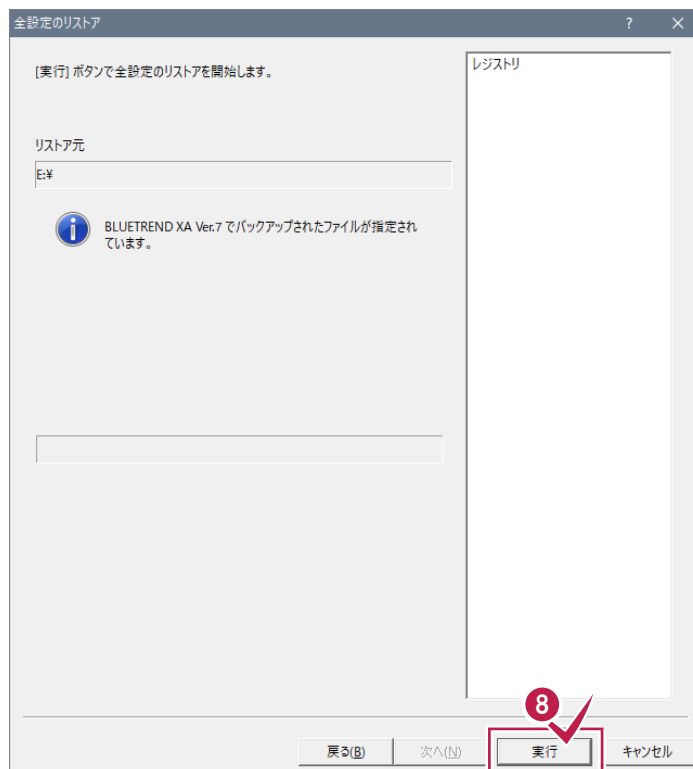 全設定のリストア
? ×
[実行] ボタンで全設定のリストアを開始します。
レジストリ
リストア元
E:¥
BLUETREND XA Ver.7 でバックアップされたファイルが指定され
ています。
8
戻る(B)
次へ(N)
実行
キャンセル